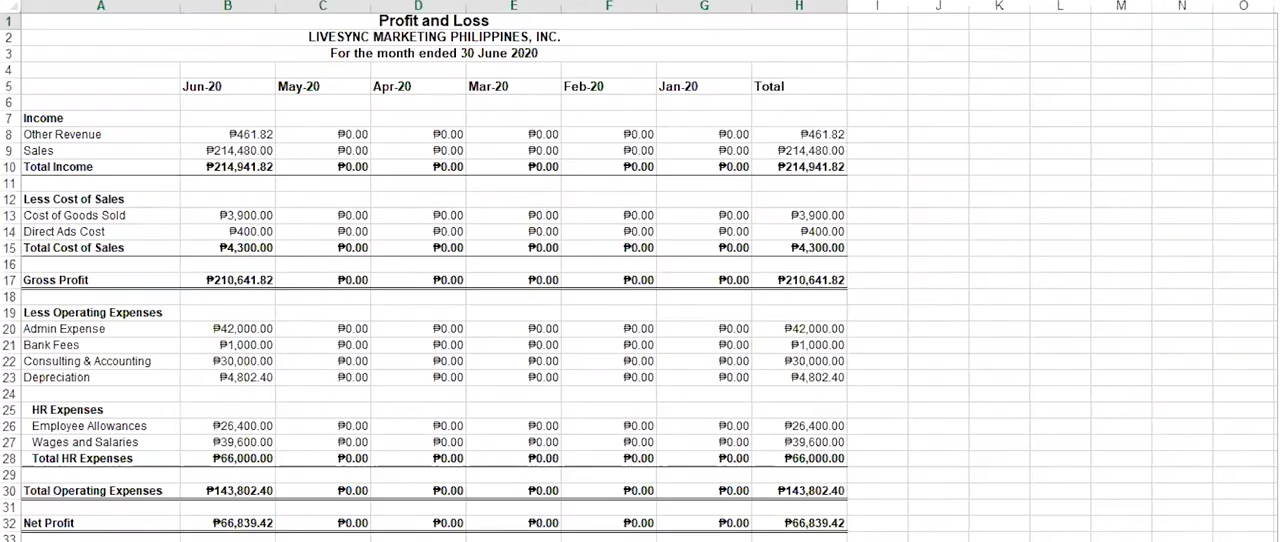 A B C D E F G H I J K L M N O
1 Profit and Loss
2 LIVESYNC MARKETING PHILIPPINES, INC.
3 For the month ended 30 June 2020
4
5 Jun-20 May-20 Apr-20 Mar-20 Feb-20 Jan-20 Total
6
7 Income
8 Other Revenue ₱461.82 ₱0.00 ₱0.00 ₱0.00 ₱0.00 ₱0.00 ₱461.82
9 Sales ₱214,480.00 ₱0.00 ₱0.00 ₱0.00 ₱0.00 ₱0.00 ₱214,480.00
10 Total Income ₱214,941.82 ₱0.00 ₱0.00 ₱0.00 ₱0.00 ₱0.00 ₱214,941.82
11
12 Less Cost of Sales
13 Cost of Goods Sold ₱3,900.00 ₱0.00 ₱0.00 ₱0.00 ₱0.00 ₱0.00 ₱3,900.00
14 Direct Ads Cost ₱400.00 ₱0.00 ₱0.00 ₱0.00 ₱0.00 ₱0.00 ₱400.00
15 Total Cost of Sales ₱4,300.00 ₱0.00 ₱0.00 ₱0.00 ₱0.00 ₱0.00 ₱4,300.00
16
17 Gross Profit ₱210,641.82 ₱0.00 ₱0.00 ₱0.00 ₱0.00 ₱0.00 ₱210,641.82
18
19 Less Operating Expenses
20 Admin Expense ₱42,000.00 ₱0.00 ₱0.00 ₱0.00 ₱0.00 ₱0.00 ₱42,000.00
21 Bank Fees ₱1,000.00 ₱0.00 ₱0.00 ₱0.00 ₱0.00 ₱0.00 ₱1,000.00
22 Consulting & Accounting ₱30,000.00 ₱0.00 ₱0.00 ₱0.00 ₱0.00 ₱0.00 ₱30,000.00
23 Depreciation ₱4,802.40 ₱0.00 ₱0.00 ₱0.00 ₱0.00 ₱0.00 ₱4,802.40
24
25 HR Expenses
26 Employee Allowances ₱26,400.00 ₱0.00 ₱0.00 ₱0.00 ₱0.00 ₱0.00 ₱26,400.00
27 Wages and Salaries ₱39,600.00 ₱0.00 ₱0.00 ₱0.00 ₱0.00 ₱0.00 ₱39,600.00
28 Total HR Expenses ₱66,000.00 ₱0.00 ₱0.00 ₱0.00 ₱0.00 ₱0.00 ₱66,000.00
29
30 Total Operating Expenses ₱143,802.40 ₱0.00 ₱0.00 ₱0.00 ₱0.00 ₱0.00 ₱143,802.40
31
32 Net Profit ₱66,839.42 ₱0.00 ₱0.00 ₱0.00 ₱0.00 ₱0.00 ₱66,839.42
33